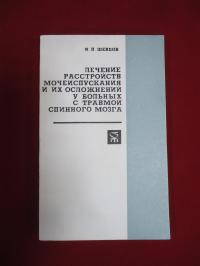 И. П. ШЕВЦОВ
ЛЕЧЕНИЕ
РАССТРОЙСТВ
МОЧЕИСПУСКАНИЯ
И ИХ ОСЛОЖНЕНИЙ
У БОЛЬНЫХ
С ТРАВМОЙ
СПИННОГО МОЗГА